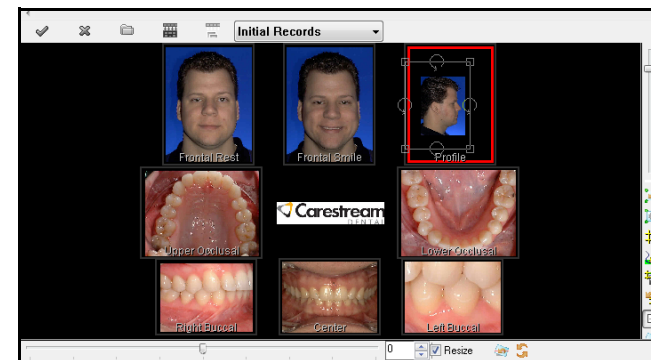 Initial Records
Frontal Rest
Frontal Smile
Profile
Upper Occlusal
Carestream
DENTAL
Lower Occlusal
Right Buccal
Center
Left Buccal
0
Resize